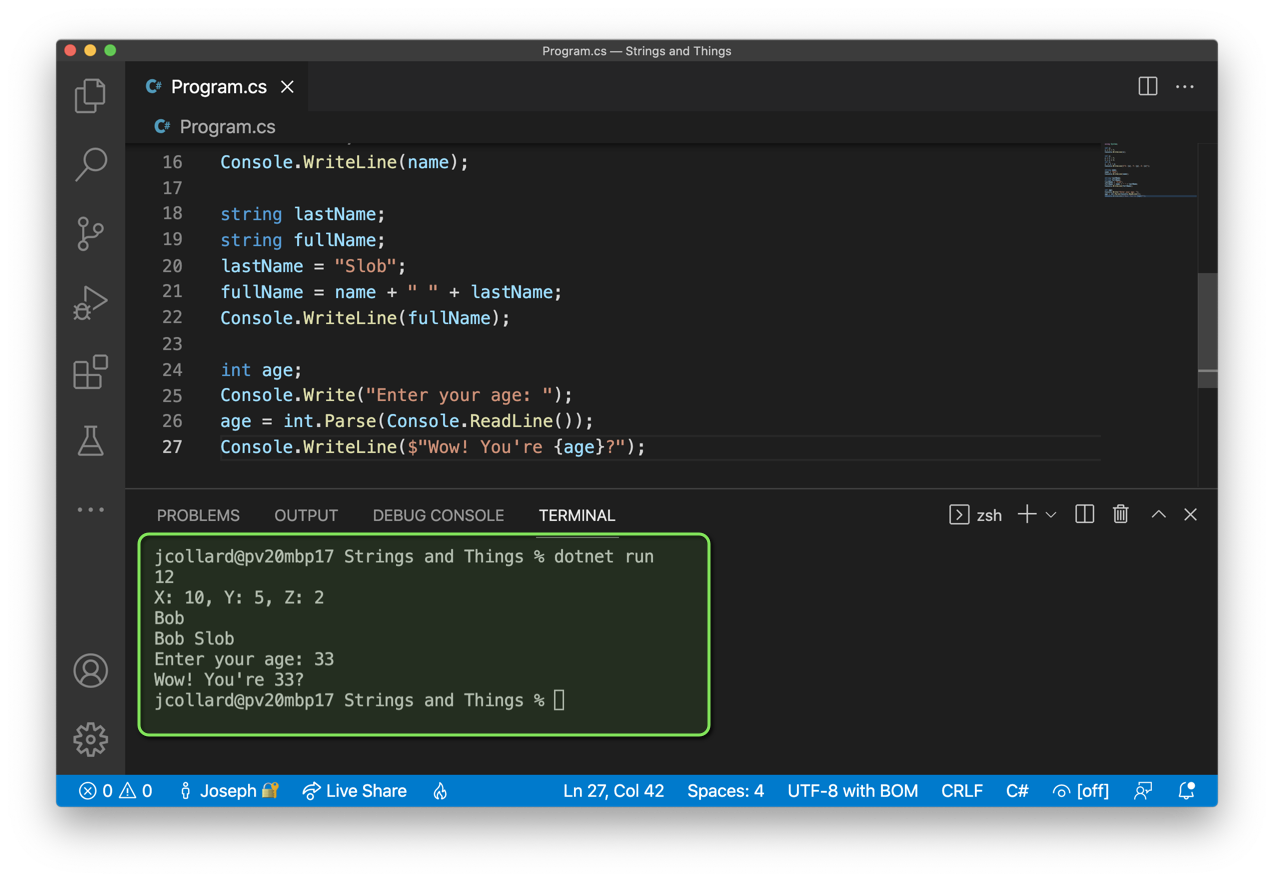 Program.cs — Strings and Things
C# Program.cs
C# Program.cs
16 Console.WriteLine(name);
17
18 string lastName;
19 string fullName;
20 lastName = "Slob";
21 fullName = name + " " + lastName;
22 Console.WriteLine(fullName);
23
24 int age;
25 Console.Write("Enter your age: ");
26 age = int.Parse(Console.ReadLine());
27 Console.WriteLine($"Wow! You're {age}?");
PROBLEMS OUTPUT DEBUG CONSOLE TERMINAL zsh
jcollard@pv20mbp17 Strings and Things % dotnet run
12
X: 10, Y: 5, Z: 2
Bob
Bob Slob
Enter your age: 33
Wow! You're 33?
jcollard@pv20mbp17 Strings and Things %
0 0 Joseph Live Share Ln 27, Col 42 Spaces: 4 UTF-8 with BOM CRLF C# [off]